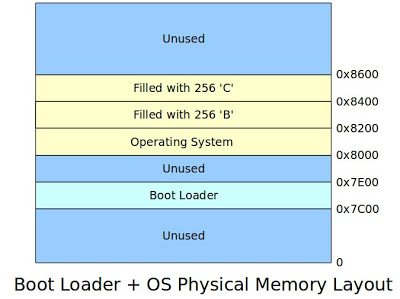 Unused
0x8600
Filled with 256 'C'
0x8400
Filled with 256 'B'
0x8200
Operating System
0x8000
Unused
0x7E00
Boot Loader
0x7C00
Unused
0
Boot Loader + OS Physical Memory Layout